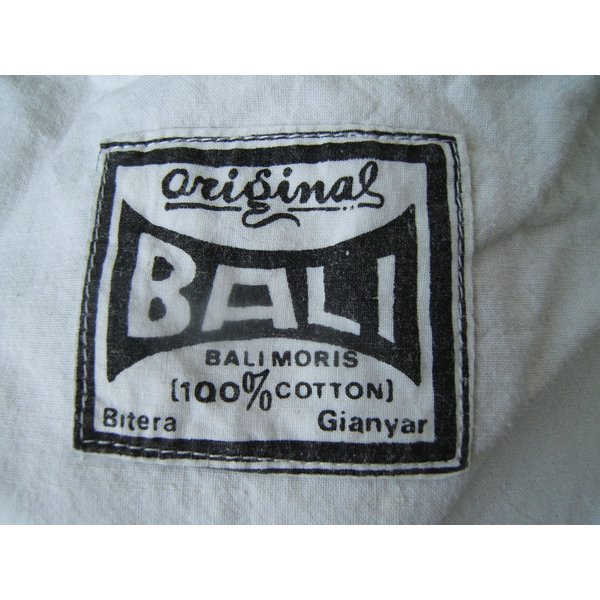 original
BALI
BALIMORIS
[100% COTTON]
Bitera Gianyar